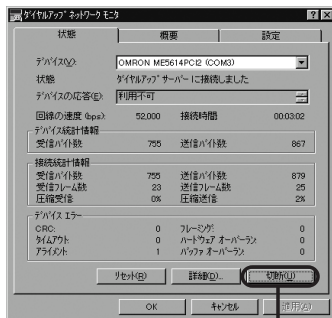 ダイヤルアップ ネットワーク モニタ
状態 概要 設定
デバイス(V): OMRON ME5614PCI2 (COM3)
状態 ダイヤルアップ サーバー に接続しました
デバイスの応答(E): 利用不可
回線の速度 (bps): 52,000 接続時間 00:03:02
デバイス統計情報
受信バイト数 755 送信バイト数 867
接続統計情報
受信バイト数 755 送信バイト数 879
受信フレーム数 23 送信フレーム数 25
圧縮受信 0% 圧縮送信 2%
デバイス エラー
CRC: 0 フレーミング: 0
タイムアウト: 0 ハードウェア オーバーラン: 0
アライメント: 1 バッファ オーバーラン: 0
リセット(R) 詳細(D)... 切断(U)
OK キャンセル 適用(A)